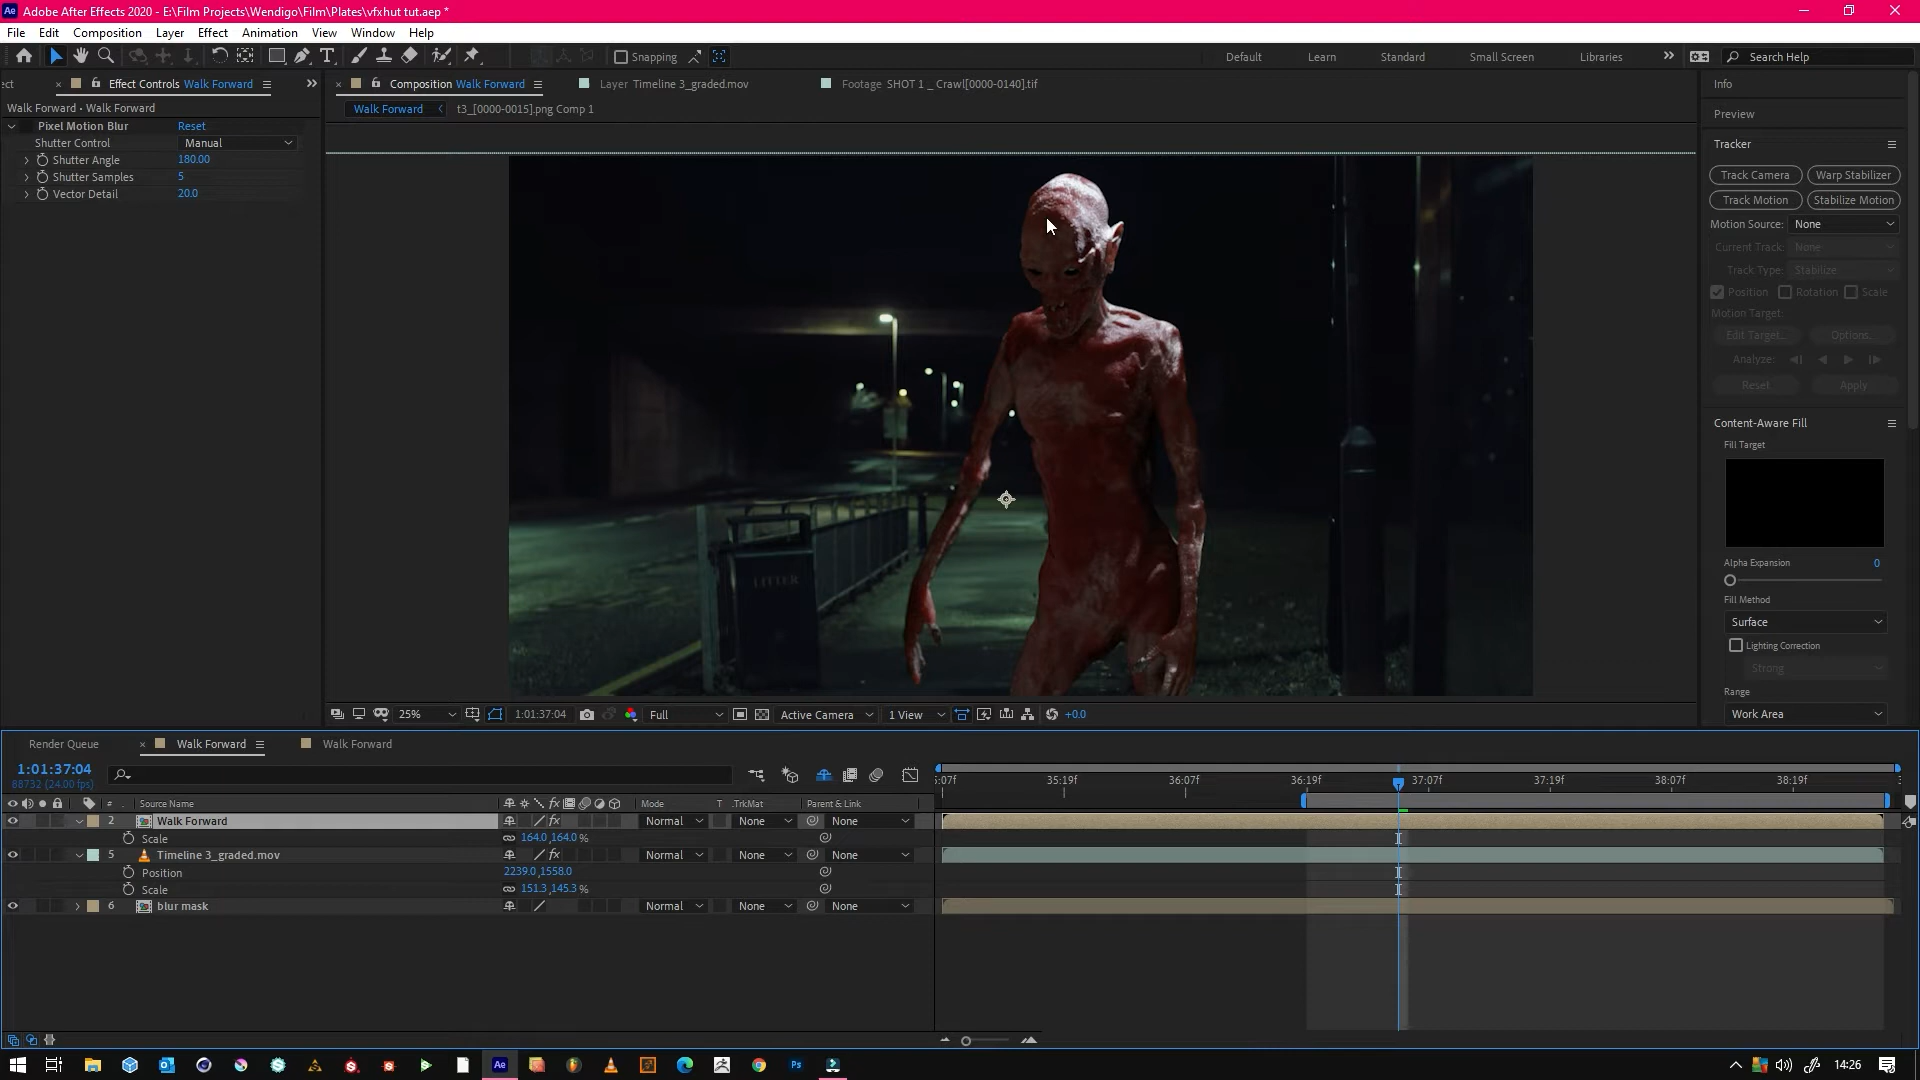 Adobe After Effects 2020 - E:\Film Projects\Wendigo\Film\Plates\vfxhut tut.aep *
File Edit Composition Layer Effect Animation View Window Help
Snapping Default Learn Standard Small Screen Libraries Search Help
Effect Controls Walk Forward Composition Walk Forward Layer Timeline 3_graded.mov Footage SHOT 1 _ Crawl[0000-0140].tif Info
Walk Forward • Walk Forward Walk Forward t3_[0000-0015].png Comp 1
Preview
Pixel Motion Blur Reset
Shutter Control Manual Tracker
Shutter Angle 180.00
Shutter Samples 5 Track Camera Warp Stabilizer
Vector Detail 20.0 Track Motion Stabilize Motion
Motion Source: None
Current Track: None
Track Type: Stabilize
Position Rotation Scale
Motion Target:
Edit Target... Options...
Analyze:
Reset Apply
Content-Aware Fill
Fill Target
Alpha Expansion 0
LITTER
Fill Method
Surface
Lighting Correction
Strong
Range
25% 1:01:37:04 Full Active Camera 1 View +0.0 Work Area
Render Queue Walk Forward Walk Forward
1:01:37:04
88732 (24.00 fps) 5:07f 35:19f 36:07f 36:19f 37:07f 37:19f 38:07f 38:19f
# Source Name fx Mode T .TrkMat Parent & Link
2 Walk Forward fx Normal None None
Scale 164.0,164.0 %
5 Timeline 3_graded.mov fx Normal None None
Position 2239.0,1558.0
Scale 151.3,145.3 %
6 blur mask Normal None None
Ae Ps 14:26